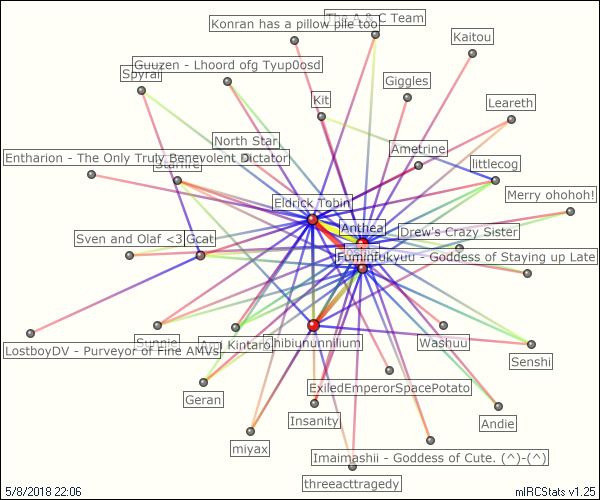 The A & C Team
Konran has a pillow pile too
Kaitou
Guuzen - Lhoord ofg Tyup0osd
Spyral
Giggles
Kit
Leareth
North Star
Ametrine
Entharion - The Only Truly Benevolent Dictator
Starfire
littlecog
Merry ohohoh!
Eldrick Tobin
Anthea
Drew's Crazy Sister
Sven and Olaf <3 Gcat
Fuminfukyuu - Goddess of Staying up Late
Sunnie
Kintaro
hibiununnilium
Washuu
LostboyDV - Purveyor of Fine AMVs
Senshi
ExiledEmperorSpacePotato
Geran
Insanity
Andie
miyax
Imaimashii - Goddess of Cute. (^)-(^)
threeacttragedy
5/8/2018 22:06
mIRCStats v1.25